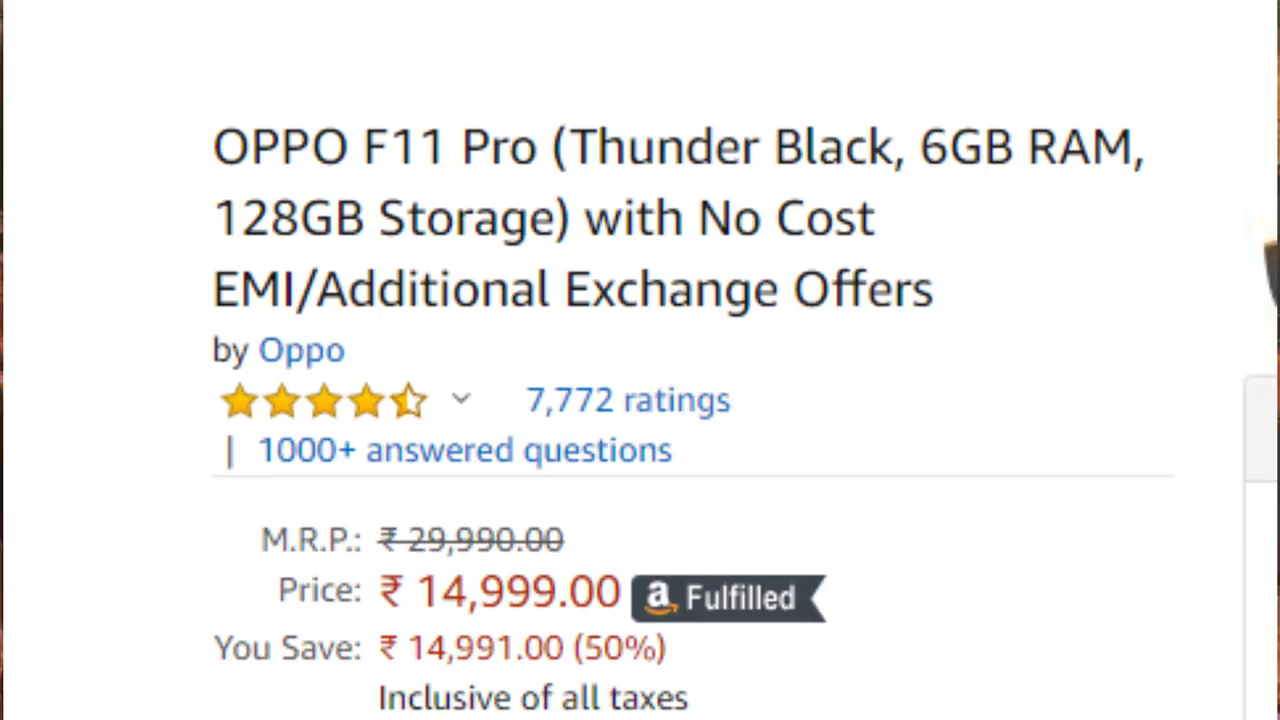 OPPO F11 Pro (Thunder Black, 6GB RAM,
128GB Storage) with No Cost
EMI/Additional Exchange Offers
by Oppo
7,772 ratings
| 1000+ answered questions
M.R.P.: ₹ 29,990.00
Price: ₹ 14,999.00 a Fulfilled
You Save: ₹ 14,991.00 (50%)
Inclusive of all taxes